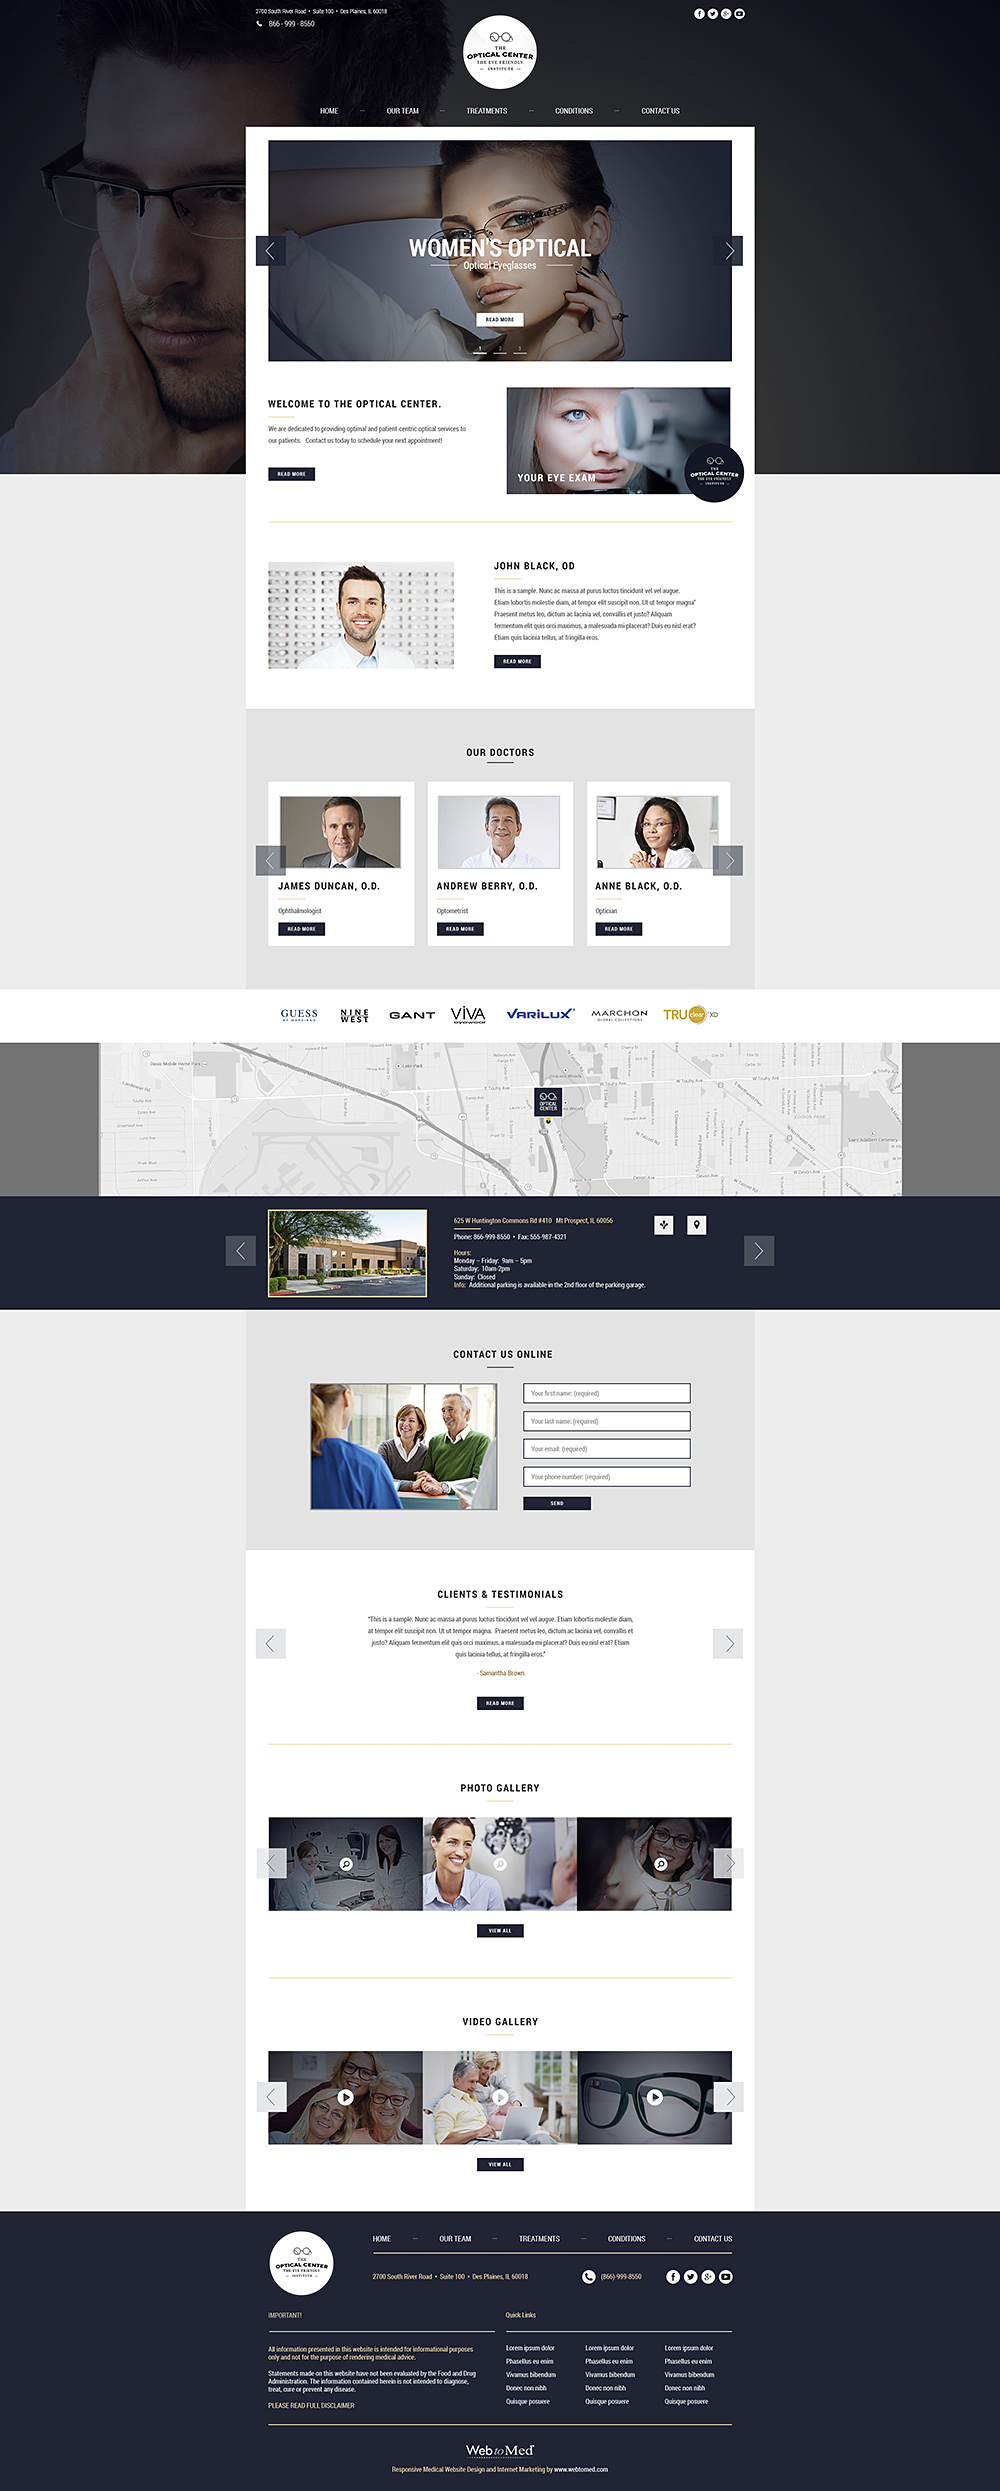 2700 South River Road • Suite 100 • Des Plaines, IL 60018
866 - 999 - 8550
THE
OPTICAL CENTER
THE EYE FRIENDLY
INSTITUTE
HOME OUR TEAM TREATMENTS CONDITIONS CONTACT US
WOMEN'S OPTICAL
Optical Eyeglasses
READ MORE
1 2 3
WELCOME TO THE OPTICAL CENTER.
We are dedicated to providing optimal and patient-centric optical services to
our patients. Contact us today to schedule your next appointment!
READ MORE
YOUR EYE EXAM
THE
OPTICAL CENTER
THE EYE FRIENDLY
INSTITUTE
JOHN BLACK, OD
This is a sample. Nunc ac massa at purus luctus tincidunt vel vel augue.
Etiam lobortis molestie diam, at tempor elit suscipit non. Ut ut tempor magna"
Praesent metus leo, dictum ac lacinia vel, convallis et justo? Aliquam
fermentum elit quis orci maximus, a malesuada mi placerat? Duis eu nisl erat?
Etiam quis lacinia tellus, at fringilla eros.
READ MORE
OUR DOCTORS
JAMES DUNCAN, O.D.
Ophthalmologist
READ MORE
ANDREW BERRY, O.D.
Optometrist
READ MORE
ANNE BLACK, O.D.
Optician
READ MORE
GUESS
BY MARCIANO
NINE
WEST
GANT
VIVA
eyewear
VARILUX
MARCHON
GLOBAL COLLECTIONS
TRU clear XD
OPTICAL
CENTER
625 W Huntington Commons Rd #410 Mt Prospect, IL 60056
Phone: 866-999-8550 • Fax: 555-987-4321
Hours:
Monday – Friday: 9am – 5pm
Saturday: 10am-2pm
Sunday: Closed
Info: Additional parking is available in the 2nd floor of the parking garage.
CONTACT US ONLINE
Your first name: (required)
Your last name: (required)
Your email: (required)
Your phone number: (required)
SEND
CLIENTS & TESTIMONIALS
"This is a sample. Nunc ac massa at purus luctus tincidunt vel vel augue. Etiam lobortis molestie diam,
at tempor elit suscipit non. Ut ut tempor magna. Praesent metus leo, dictum ac lacinia vel, convallis et
justo? Aliquam fermentum elit quis orci maximus, a malesuada mi placerat? Duis eu nisl erat? Etiam
quis lacinia tellus, at fringilla eros."
- Samantha Brown
READ MORE
PHOTO GALLERY
VIEW ALL
VIDEO GALLERY
VIEW ALL
THE
OPTICAL CENTER
THE EYE FRIENDLY
INSTITUTE
HOME OUR TEAM TREATMENTS CONDITIONS CONTACT US
2700 South River Road • Suite 100 • Des Plaines, IL 60018
(866)-999-8550
IMPORTANT!
All information presented in this website is intended for informational purposes
only and not for the purpose of rendering medical advice.
Statements made on this website have not been evaluated by the Food and Drug
Administration. The information contained herein is not intended to diagnose,
treat, cure or prevent any disease.
PLEASE READ FULL DISCLAIMER
Quick Links
Lorem ipsum dolor Lorem ipsum dolor Lorem ipsum dolor
Phasellus eu enim Phasellus eu enim Phasellus eu enim
Vivamus bibendum Vivamus bibendum Vivamus bibendum
Donec non nibh Donec non nibh Donec non nibh
Quisque posuere Quisque posuere Quisque posuere
Web to Med
Responsive Medical Website Design and Internet Marketing by www.webtomed.com